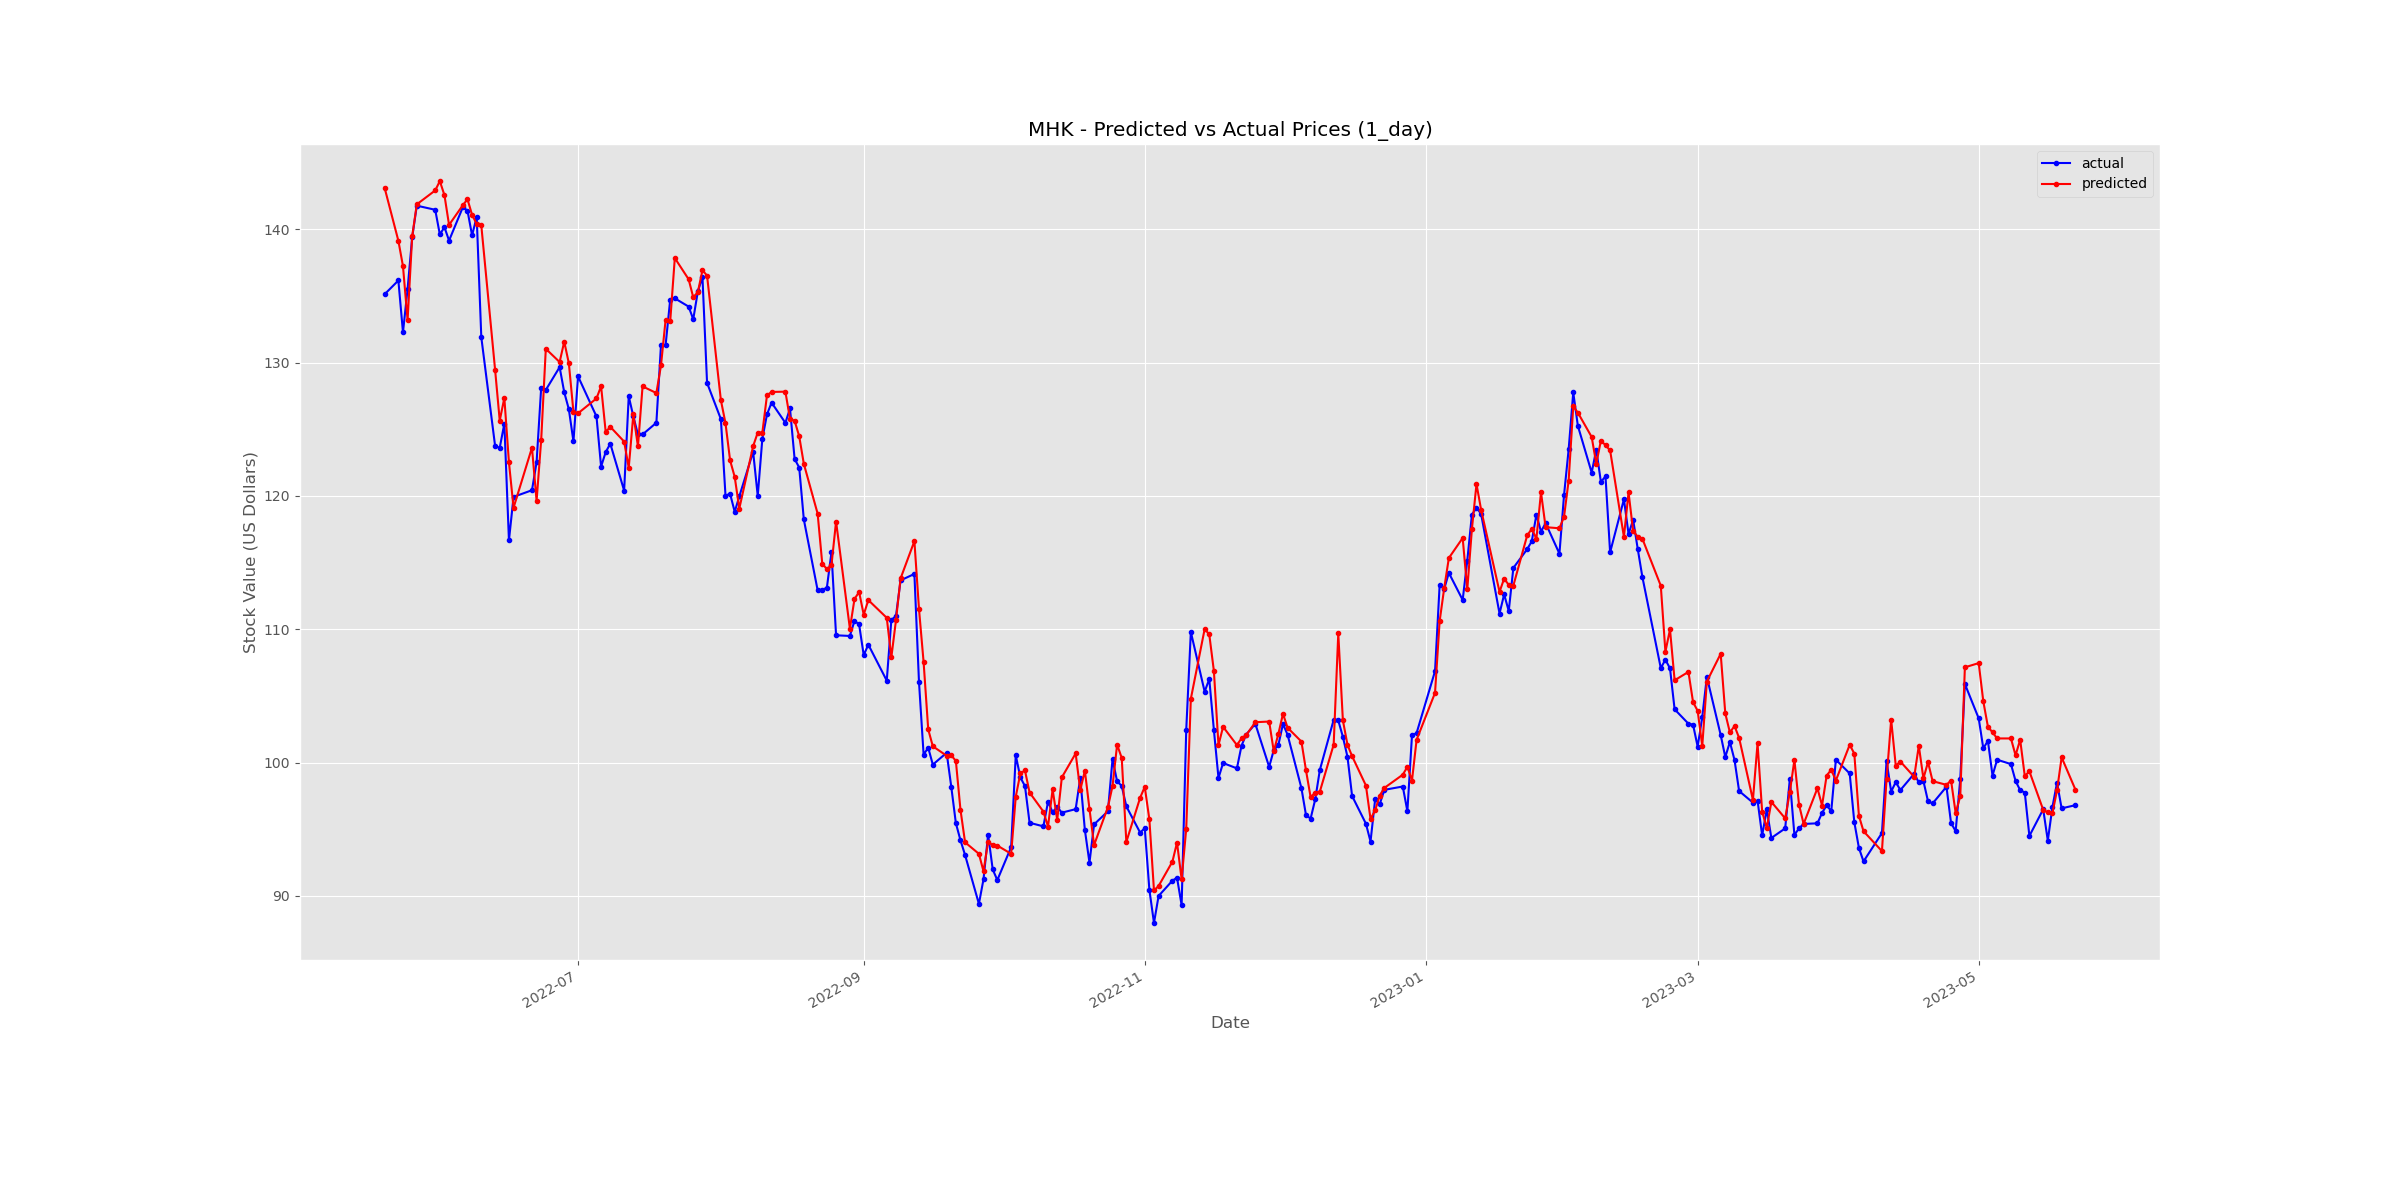 MHK - Predicted vs Actual Prices (1_day)
actual
predicted
140
130
120
110
100
90
Stock Value (US Dollars)
2022-07
2022-09
2022-11
2023-01
2023-03
2023-05
Date